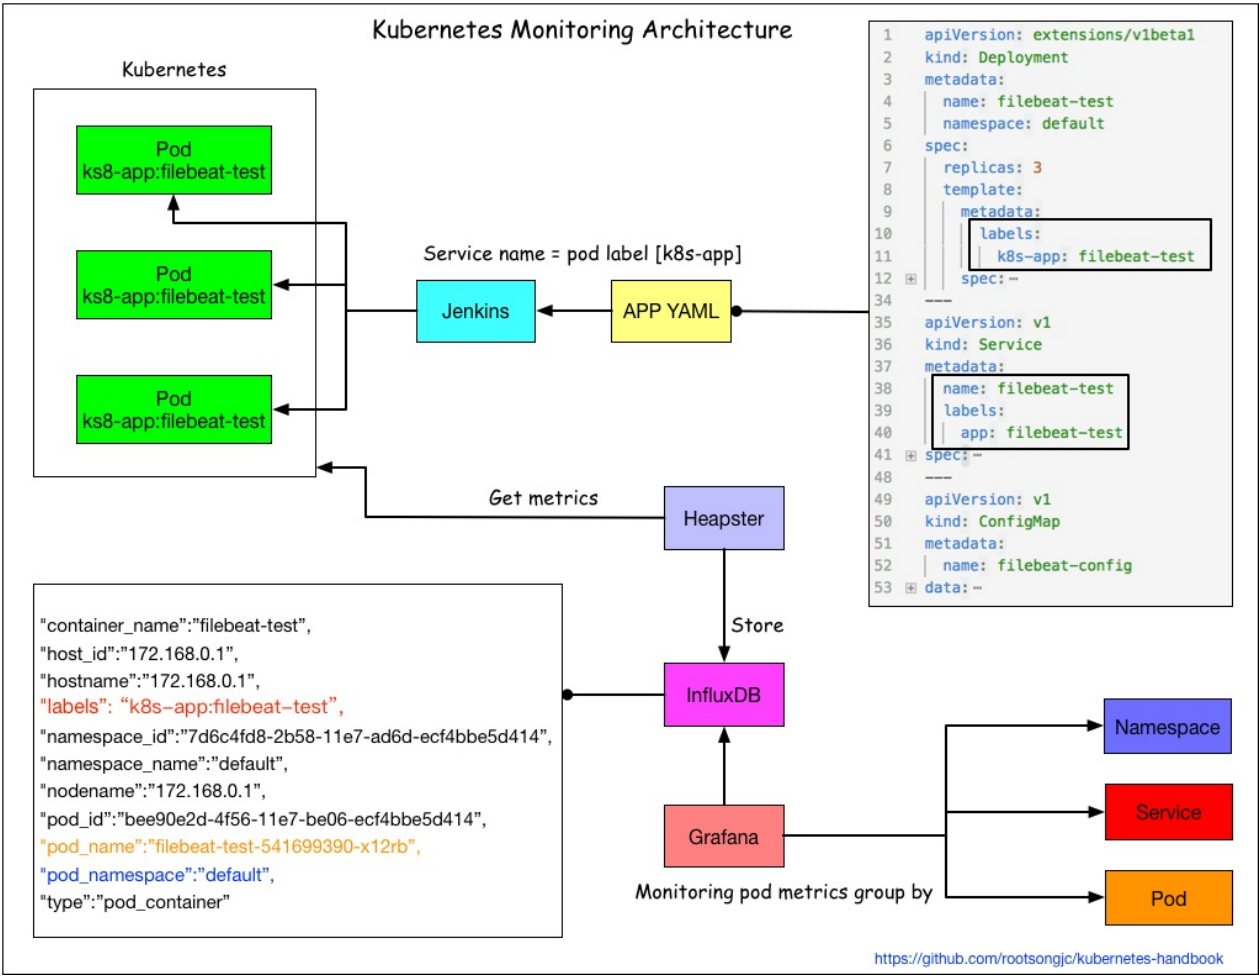 Kubernetes Monitoring Architecture
Kubernetes
Pod
ks8-app:filebeat-test
Pod
ks8-app:filebeat-test
Pod
ks8-app:filebeat-test
Service name = pod label [k8s-app]
Jenkins
APP YAML
1 apiVersion: extensions/v1beta1
2 kind: Deployment
3 metadata:
4 name: filebeat-test
5 namespace: default
6 spec:
7 replicas: 3
8 template:
9 metadata:
10 labels:
11 k8s-app: filebeat-test
12 spec:⋯
34 ---
35 apiVersion: v1
36 kind: Service
37 metadata:
38 name: filebeat-test
39 labels:
40 app: filebeat-test
41 spec:⋯
48 ---
49 apiVersion: v1
50 kind: ConfigMap
51 metadata:
52 name: filebeat-config
53 data:⋯
Get metrics
Heapster
Store
InfluxDB
"container_name":"filebeat-test",
"host_id":"172.168.0.1",
"hostname":"172.168.0.1",
"labels": “k8s-app:filebeat-test”,
"namespace_id":"7d6c4fd8-2b58-11e7-ad6d-ecf4bbe5d414",
"namespace_name":"default",
"nodename":"172.168.0.1",
"pod_id":"bee90e2d-4f56-11e7-be06-ecf4bbe5d414",
"pod_name":"filebeat-test-541699390-x12rb",
"pod_namespace":"default",
"type":"pod_container"
Grafana
Monitoring pod metrics group by
Namespace
Service
Pod
https://github.com/rootsongjc/kubernetes-handbook